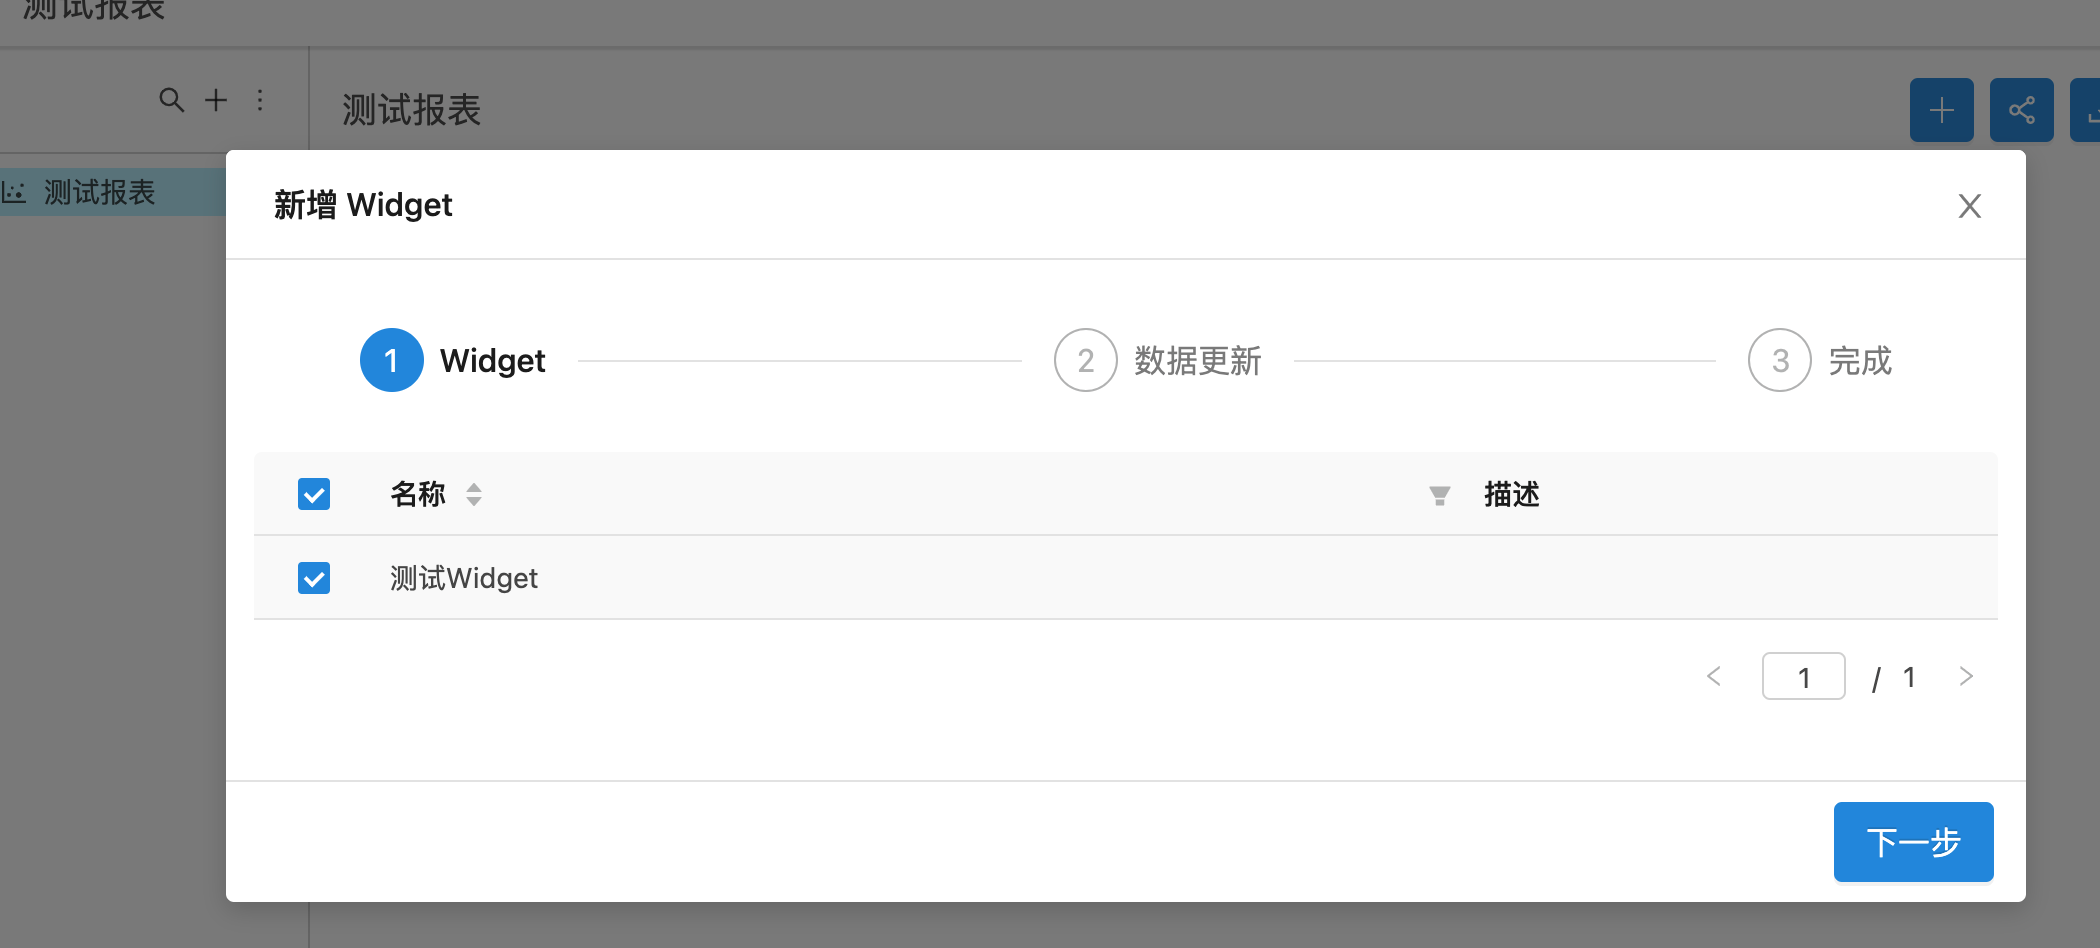 测试报表
测试报表
测试报表
新增 Widget
1 Widget
2 数据更新
3 完成
名称 描述
测试Widget
1 / 1
下一步